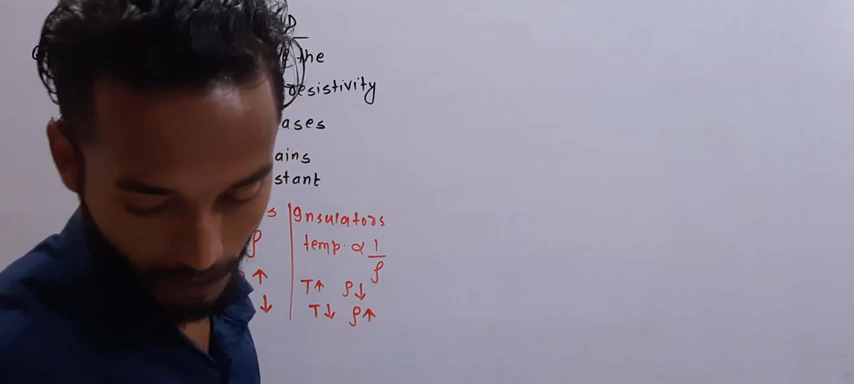 D
the
resistivity
ases
ains
stant
s | Insulators
ρ temp. ∝ 1/ρ
↑ T↑ ρ↓
↓ T↓ ρ↑